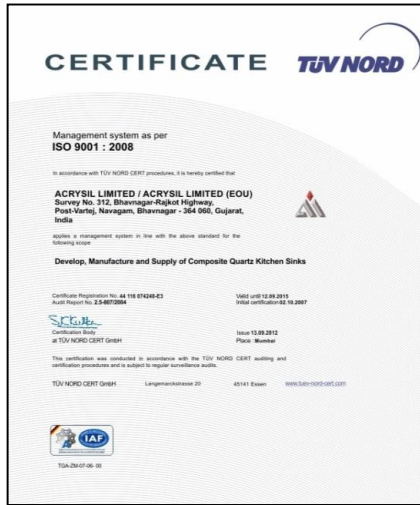 CERTIFICATE
TÜV NORD
Management system as per
ISO 9001 : 2008
In accordance with TÜV NORD CERT procedures, it is hereby certified that
ACRYSIL LIMITED / ACRYSIL LIMITED (EOU)
Survey No. 312, Bhavnagar-Rajkot Highway,
Post-Vartej, Navagam, Bhavnagar - 364 060, Gujarat,
India
applies a management system in line with the above standard for the
following scope
Develop, Manufacture and Supply of Composite Quartz Kitchen Sinks
Certificate Registration No. 44 116 074240-E3
Audit Report No. 2.5-807/2004
Valid until 12.09.2015
Initial certification 02.10.2007
Certification Body
at TÜV NORD CERT GmbH
Issue 13.09.2012
Place : Mumbai
This certification was conducted in accordance with the TÜV NORD CERT auditing and
certification procedures and is subject to regular surveillance audits.
TÜV NORD CERT GmbH Langemarckstrasse 20 45141 Essen www.tuev-nord-cert.com
IAF
TGA-ZM-07-06-